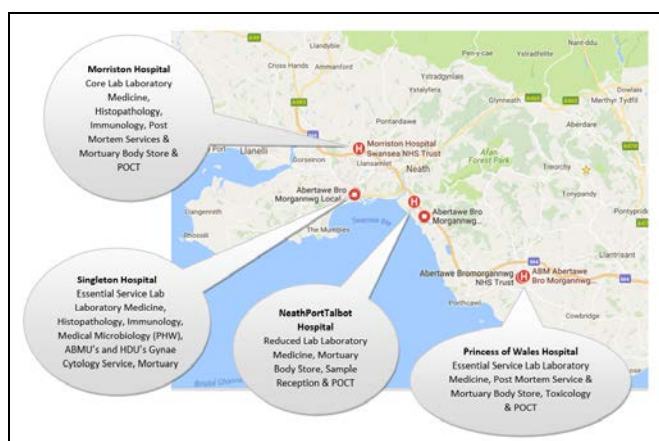 Morriston Hospital
Core Lab Laboratory
Medicine,
Histopathology,
Immunology, Post
Mortem Services &
Mortuary Body Store &
POCT
Singleton Hospital
Essential Service Lab
Laboratory Medicine,
Histopathology, Immunology,
Medical Microbiology (PHW),
ABMU's and HDU's Gynae
Cytology Service, Mortuary
NeathPortTalbot
Hospital
Reduced Lab Laboratory
Medicine, Mortuary
Body Store, Sample
Reception & POCT
Princess of Wales Hospital
Essential Service Lab Laboratory
Medicine, Post Mortem Service &
Mortuary Body Store, Toxicology
& POCT
Llandybie
Cross Hands
Ammanford
Pen-y-cae
Ystradfellte
Nant-ddu
Ystradgynlais
Ystalyfera
Glynneath
Dowlais
Merthyr Tydfil
Pontardawe
Aberdare
Morriston Hospital
Swansea NHS Trust
Llansamlet
Llanelli
Gorseinon
Neath
Afan
Forest Park
Treorchy
Tonypandy
Pontypridd
Abertawe Bro
Morgannwg Local...
Abertawe Bro
Morgannwg...
Llangennith
Rhossili
The Mumbles
Swansea Bay
Llantrisant
Abertawe Bromorgannwg
NHS Trust
ABM Abertawe
Bro Morgannwg...
Porthcawl
Cowbridge
Bristol Channel